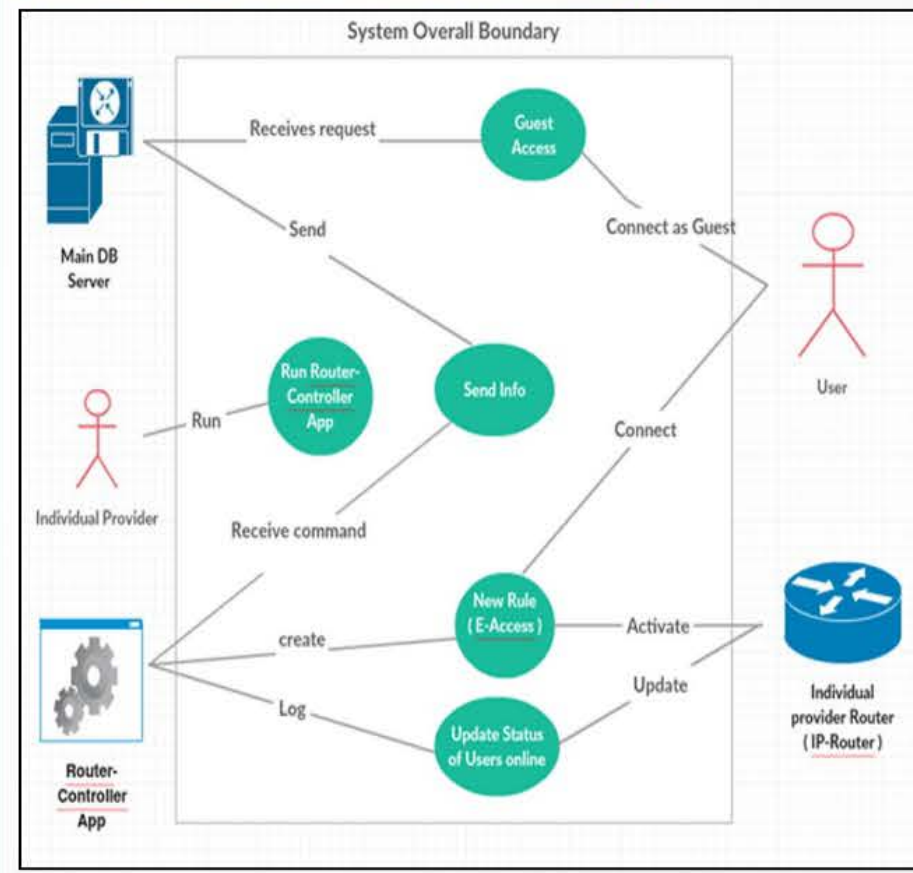 System Overall Boundary
Receives request
Guest
Access
Send
Connect as Guest
Main DB
Server
User
Run Router-
Controller
App
Send Info
Run
Connect
Individual Provider
Receive command
New Rule
( E-Access )
Activate
create
Update
Log
Individual
provider Router
( IP-Router )
Update Status
of Users online
Router-
Controller
App